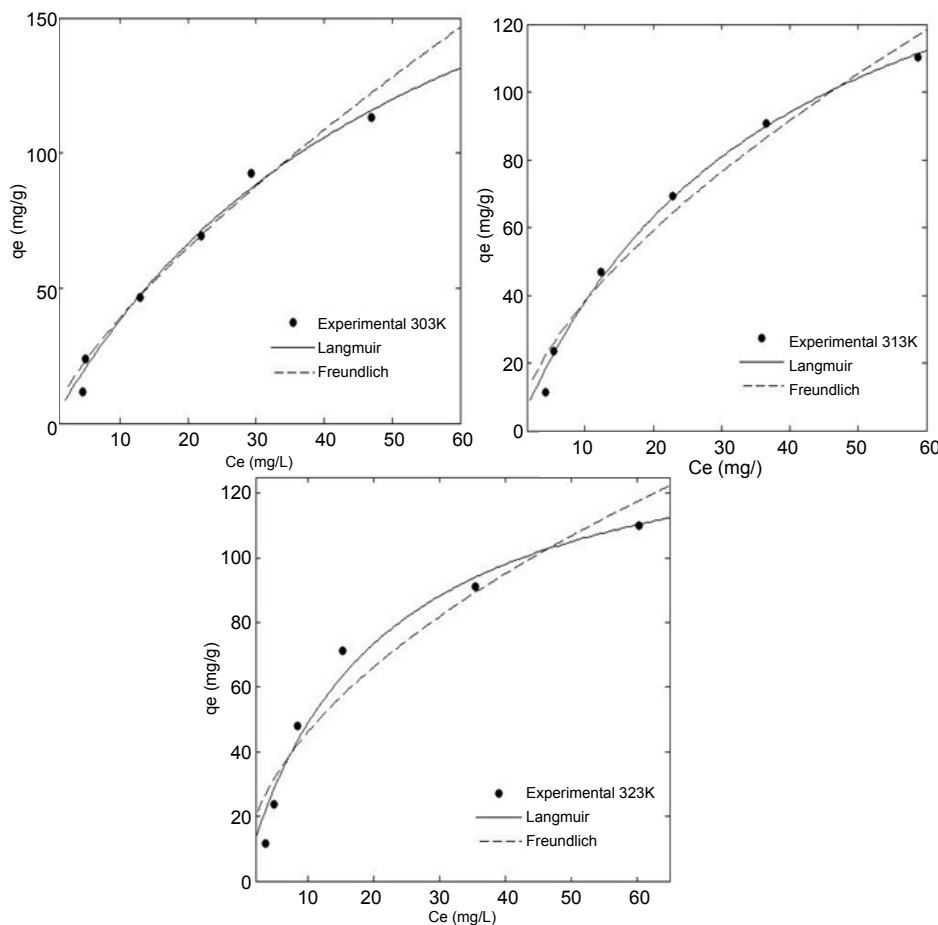 150
100
50
0
qe (mg/g)
10 20 30 40 50 60
Ce (mg/L)
Experimental 303K
Langmuir
Freundlich
120
100
80
60
40
20
0
qe (mg/g)
10 20 30 40 50 60
Ce (mg/)
Experimental 313K
Langmuir
Freundlich
120
100
80
60
40
20
0
qe (mg/g)
10 20 30 40 50 60
Ce (mg/L)
Experimental 323K
Langmuir
Freundlich